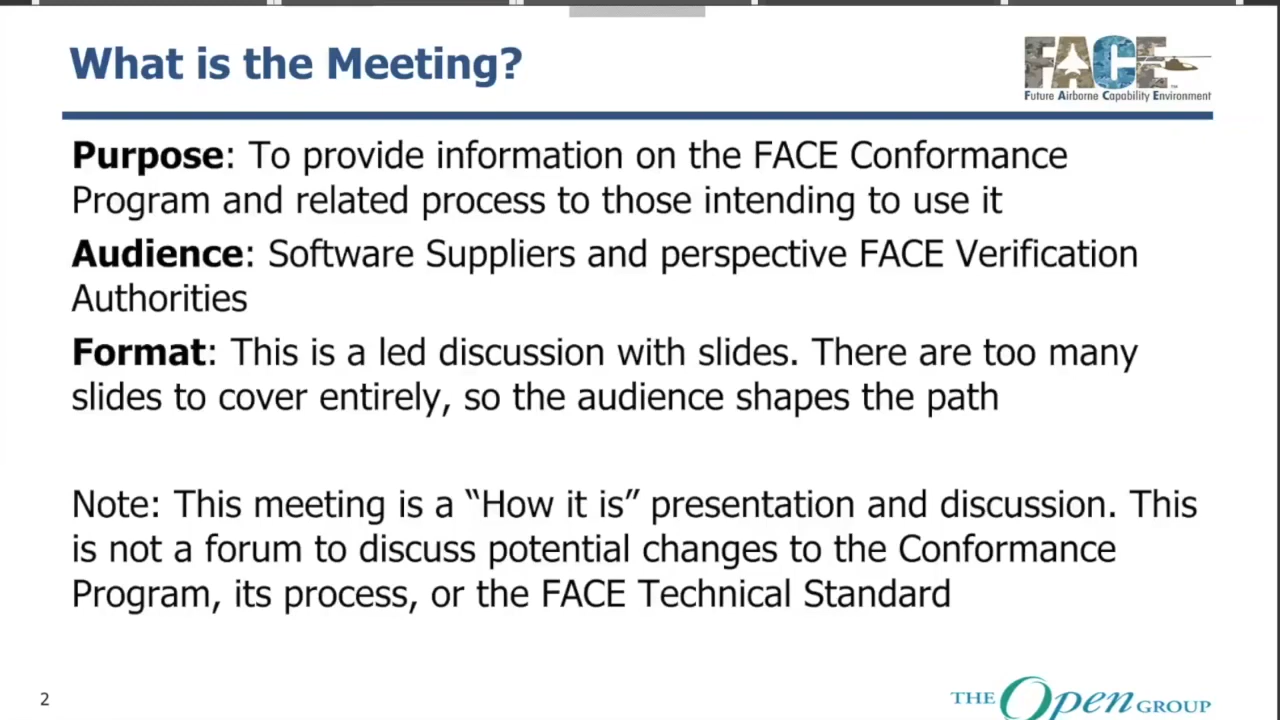 What is the Meeting?
FACE™
Future Airborne Capability Environment
Purpose: To provide information on the FACE Conformance
Program and related process to those intending to use it
Audience: Software Suppliers and perspective FACE Verification
Authorities
Format: This is a led discussion with slides. There are too many
slides to cover entirely, so the audience shapes the path
Note: This meeting is a “How it is” presentation and discussion. This
is not a forum to discuss potential changes to the Conformance
Program, its process, or the FACE Technical Standard
2
THE Open GROUP